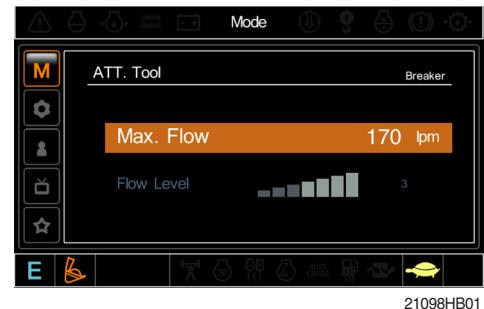 CHECK ENGINE
Mode
M
ATT. Tool
Breaker
Max. Flow 170 lpm
Flow Level 3
E
AUTO CRUISE
21098HB01